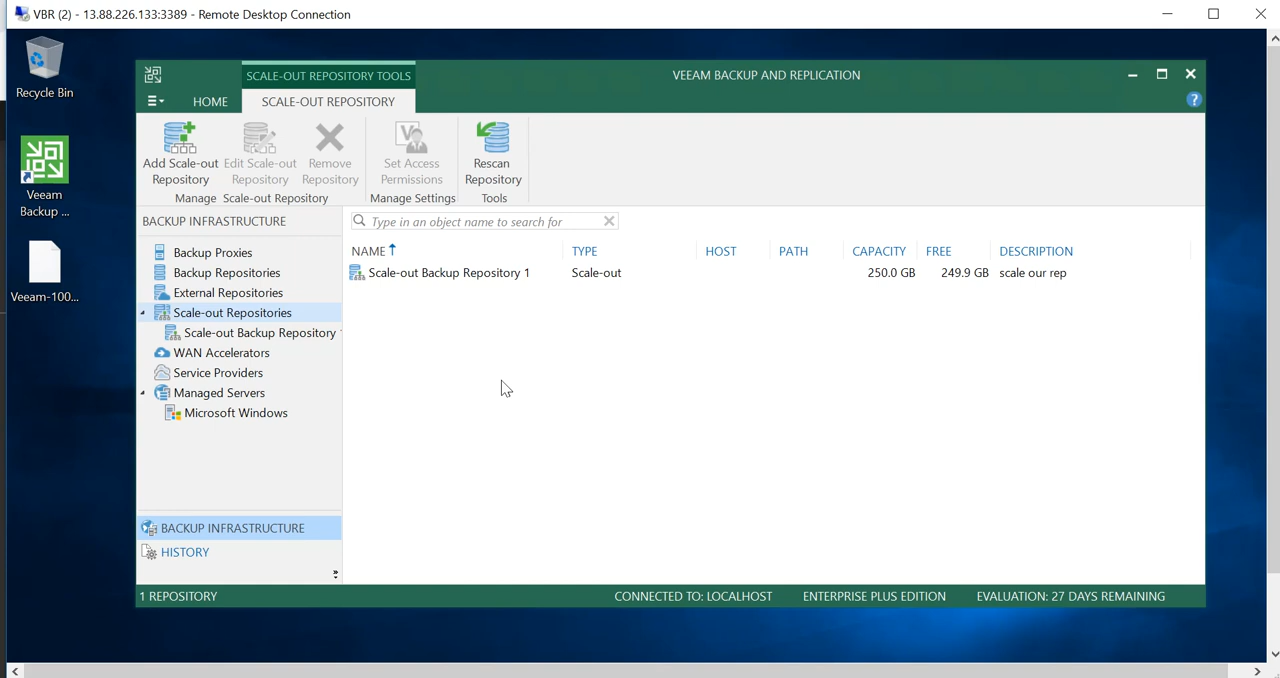 VBR (2) - 13.88.226.133:3389 - Remote Desktop Connection
Recycle Bin
Veeam
Backup ...
Veeam-100...
SCALE-OUT REPOSITORY TOOLS
VEEAM BACKUP AND REPLICATION
HOME
SCALE-OUT REPOSITORY
Add Scale-out
Repository
Edit Scale-out
Repository
Remove
Repository
Set Access
Permissions
Rescan
Repository
Manage Scale-out Repository
Manage Settings
Tools
BACKUP INFRASTRUCTURE
Type in an object name to search for
Backup Proxies
Backup Repositories
External Repositories
Scale-out Repositories
Scale-out Backup Repository
WAN Accelerators
Service Providers
Managed Servers
Microsoft Windows
NAME TYPE HOST PATH CAPACITY FREE DESCRIPTION
Scale-out Backup Repository 1 Scale-out 250.0 GB 249.9 GB scale our rep
BACKUP INFRASTRUCTURE
HISTORY
1 REPOSITORY
CONNECTED TO: LOCALHOST
ENTERPRISE PLUS EDITION
EVALUATION: 27 DAYS REMAINING